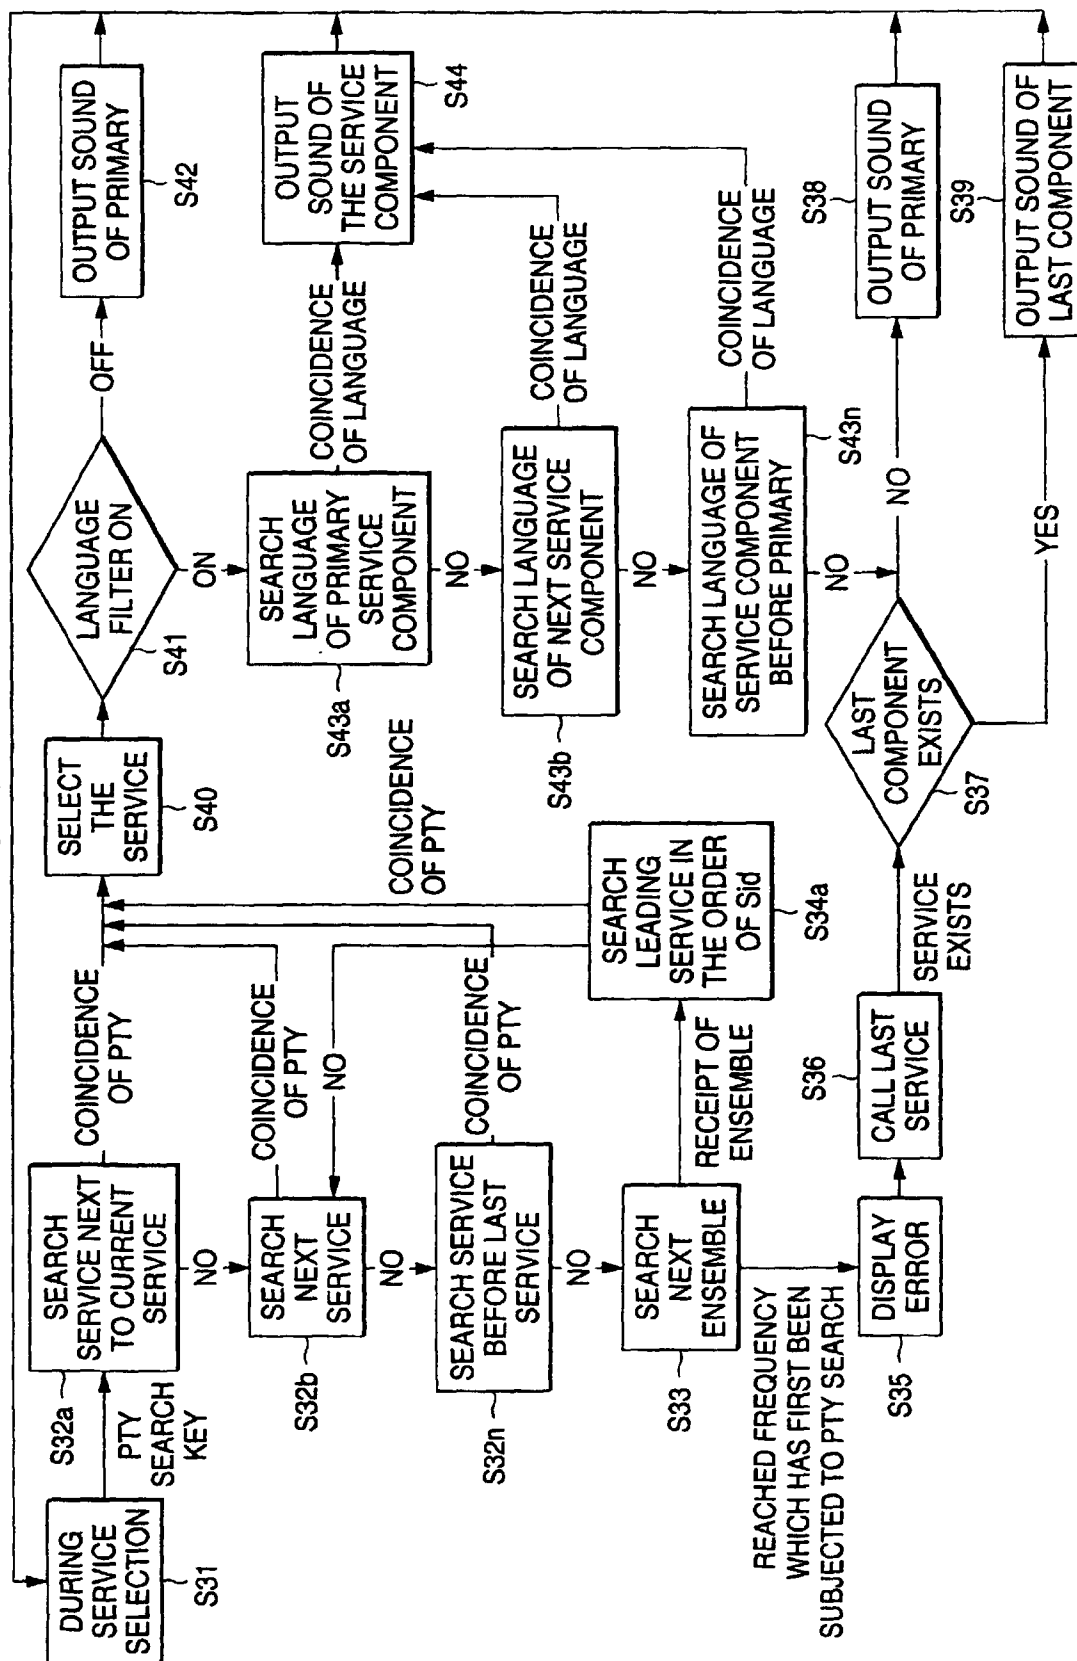 DURING
SERVICE
SELECTION
S31
PTY
SEARCH
KEY
SEARCH
SERVICE NEXT
TO CURRENT
SERVICE
S32a
COINCIDENCE
OF PTY
NO
SEARCH
NEXT
SERVICE
S32b
COINCIDENCE
OF PTY
NO
NO
SEARCH SERVICE
BEFORE LAST
SERVICE
S32n
COINCIDENCE
OF PTY
NO
SEARCH
NEXT
ENSEMBLE
S33
RECEIPT OF
ENSEMBLE
SEARCH
LEADING
SERVICE IN
THE ORDER
OF Sid
S34a
COINCIDENCE
OF PTY
REACHED FREQUENCY
WHICH HAS FIRST BEEN
SUBJECTED TO PTY SEARCH
DISPLAY
ERROR
S35
CALL LAST
SERVICE
S36
SERVICE
EXISTS
LAST
COMPONENT
EXISTS
S37
NO
YES
OUTPUT SOUND
OF PRIMARY
S38
OUTPUT SOUND OF
LAST COMPONENT
S39
SELECT
THE
SERVICE
S40
LANGUAGE
FILTER ON
S41
OFF
ON
OUTPUT SOUND
OF PRIMARY
S42
SEARCH
LANGUAGE
OF PRIMARY
SERVICE
COMPONENT
S43a
COINCIDENCE
OF LANGUAGE
NO
SEARCH LANGUAGE
OF NEXT SERVICE
COMPONENT
S43b
COINCIDENCE
OF LANGUAGE
NO
SEARCH LANGUAGE OF
SERVICE COMPONENT
BEFORE PRIMARY
S43n
COINCIDENCE
OF LANGUAGE
NO
OUTPUT
SOUND OF
THE SERVICE
COMPONENT
S44